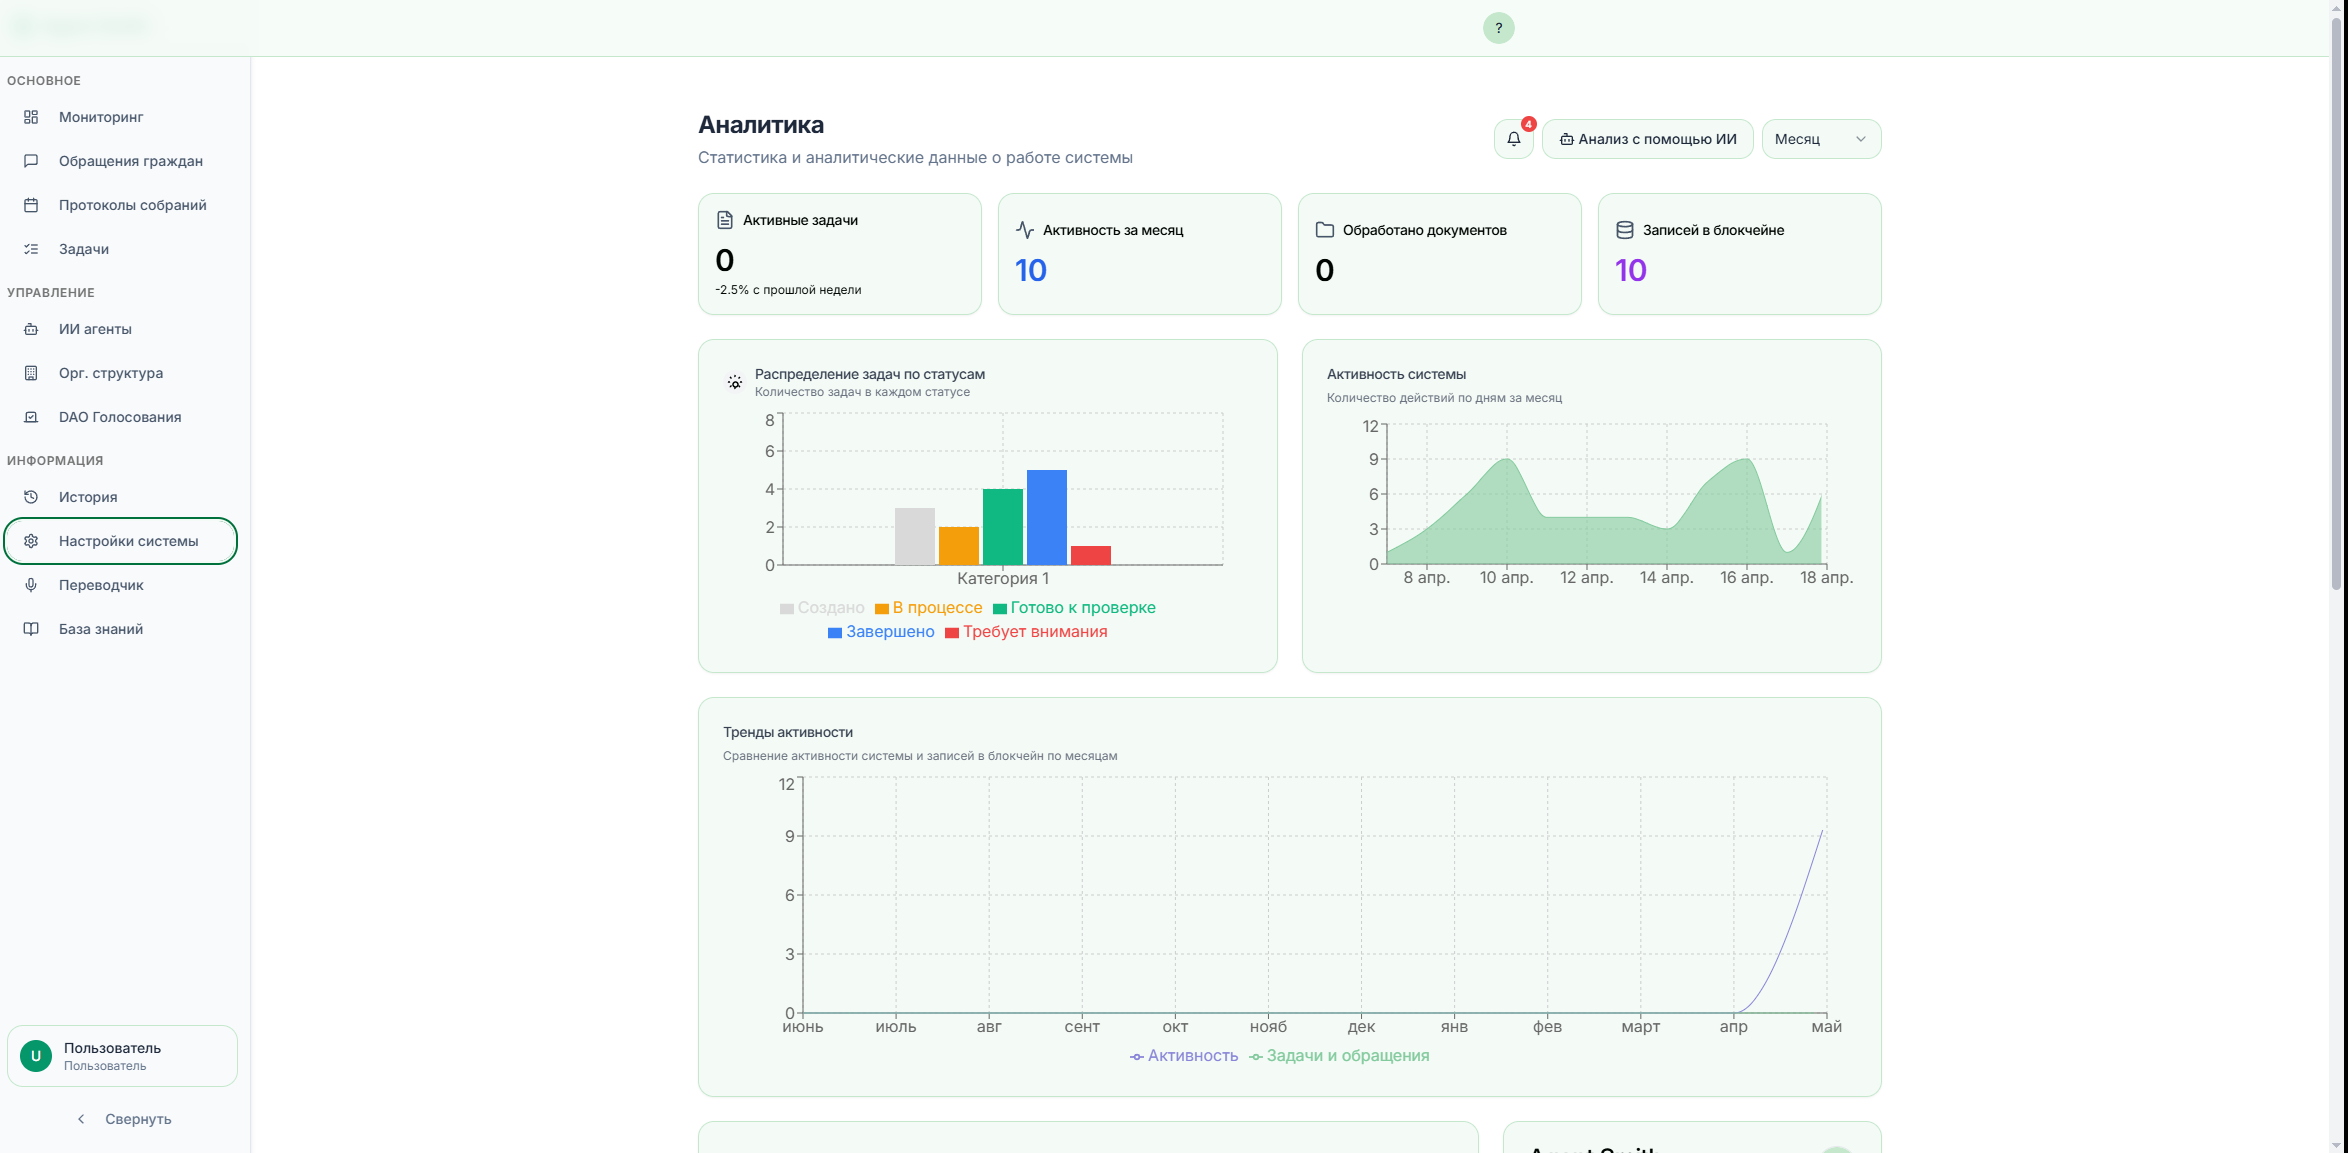 ?
ОСНОВНОЕ
Мониторинг
Обращения граждан
Протоколы собраний
Задачи
УПРАВЛЕНИЕ
ИИ агенты
Орг. структура
DAO Голосования
ИНФОРМАЦИЯ
История
Настройки системы
Переводчик
База знаний
U
Пользователь
Пользователь
Свернуть
Аналитика
Статистика и аналитические данные о работе системы
4
Анализ с помощью ИИ
Месяц
Активные задачи
0
-2.5% с прошлой недели
Активность за месяц
10
Обработано документов
0
Записей в блокчейне
10
Распределение задач по статусам
Количество задач в каждом статусе
8
6
4
2
0
Категория 1
Создано В процессе Готово к проверке
Завершено Требует внимания
Активность системы
Количество действий по дням за месяц
12
9
6
3
0
8 апр. 10 апр. 12 апр. 14 апр. 16 апр. 18 апр.
Тренды активности
Сравнение активности системы и записей в блокчейн по месяцам
12
9
6
3
0
июнь июль авг сент окт нояб дек янв фев март апр май
Активность Задачи и обращения